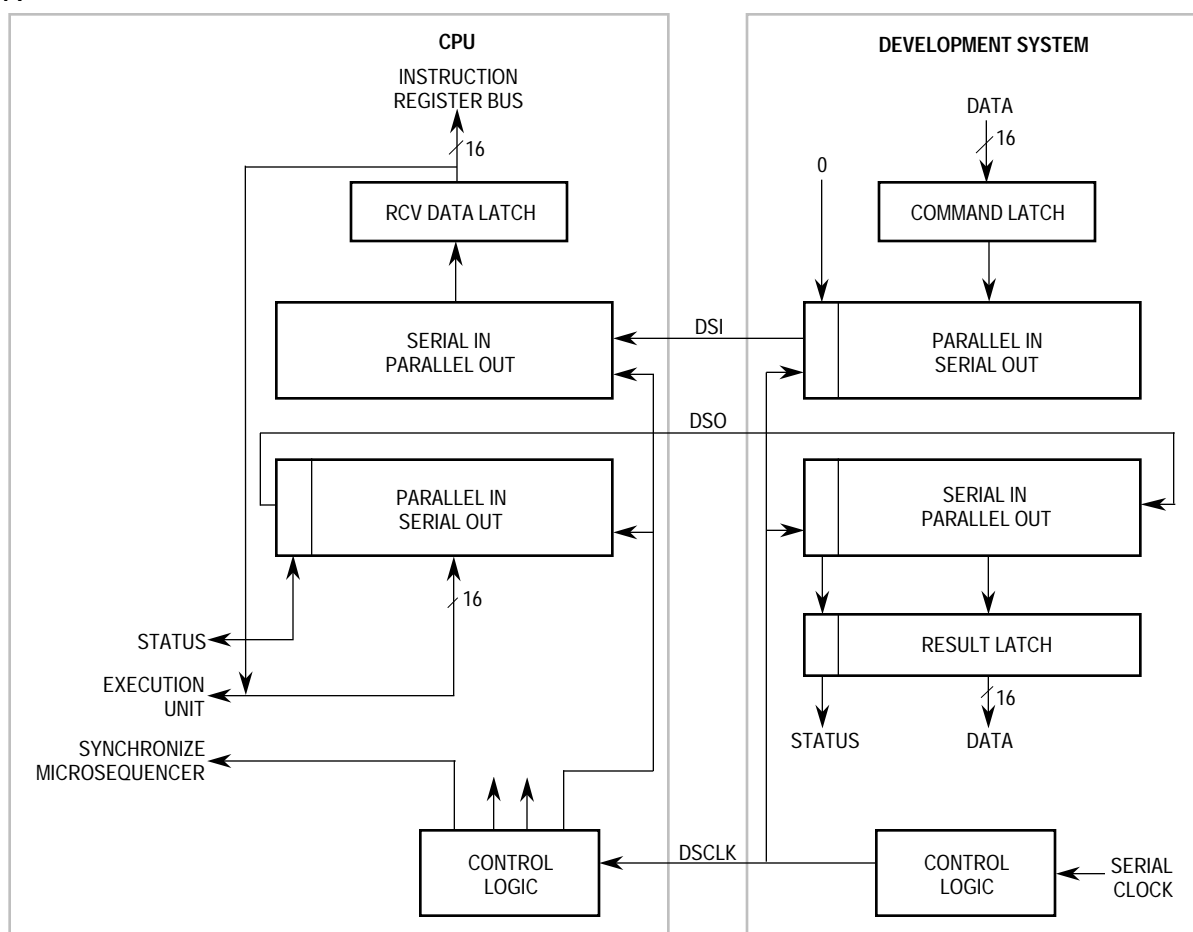 CPU
INSTRUCTION
REGISTER BUS
16
RCV DATA LATCH
SERIAL IN
PARALLEL OUT
PARALLEL IN
SERIAL OUT
16
STATUS
EXECUTION
UNIT
SYNCHRONIZE
MICROSEQUENCER
CONTROL
LOGIC
DSI
DSO
DSCLK
DEVELOPMENT SYSTEM
DATA
16
0
COMMAND LATCH
PARALLEL IN
SERIAL OUT
SERIAL IN
PARALLEL OUT
RESULT LATCH
16
STATUS
DATA
CONTROL
LOGIC
SERIAL
CLOCK